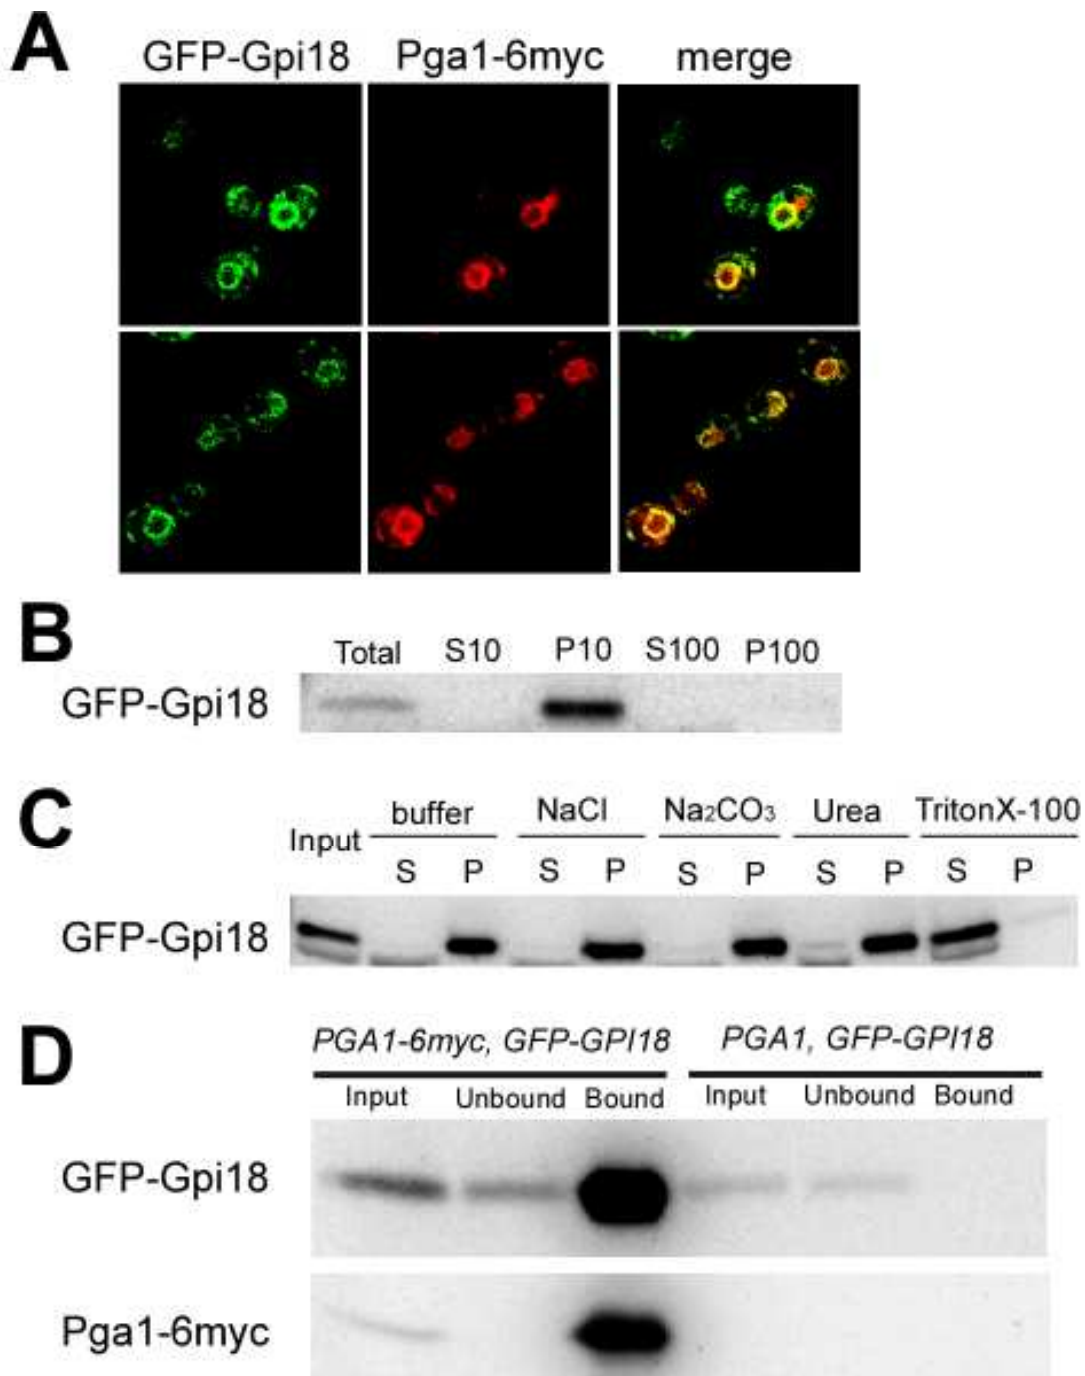 A
GFP-Gpi18 Pga1-6myc merge
B
Total S10 P10 S100 P100
GFP-Gpi18
C
Input buffer NaCl Na₂CO₃ Urea TritonX-100
S P S P S P S P S P
GFP-Gpi18
D
PGA1-6myc, GFP-GPI18 PGA1, GFP-GPI18
Input Unbound Bound Input Unbound Bound
GFP-Gpi18
Pga1-6myc